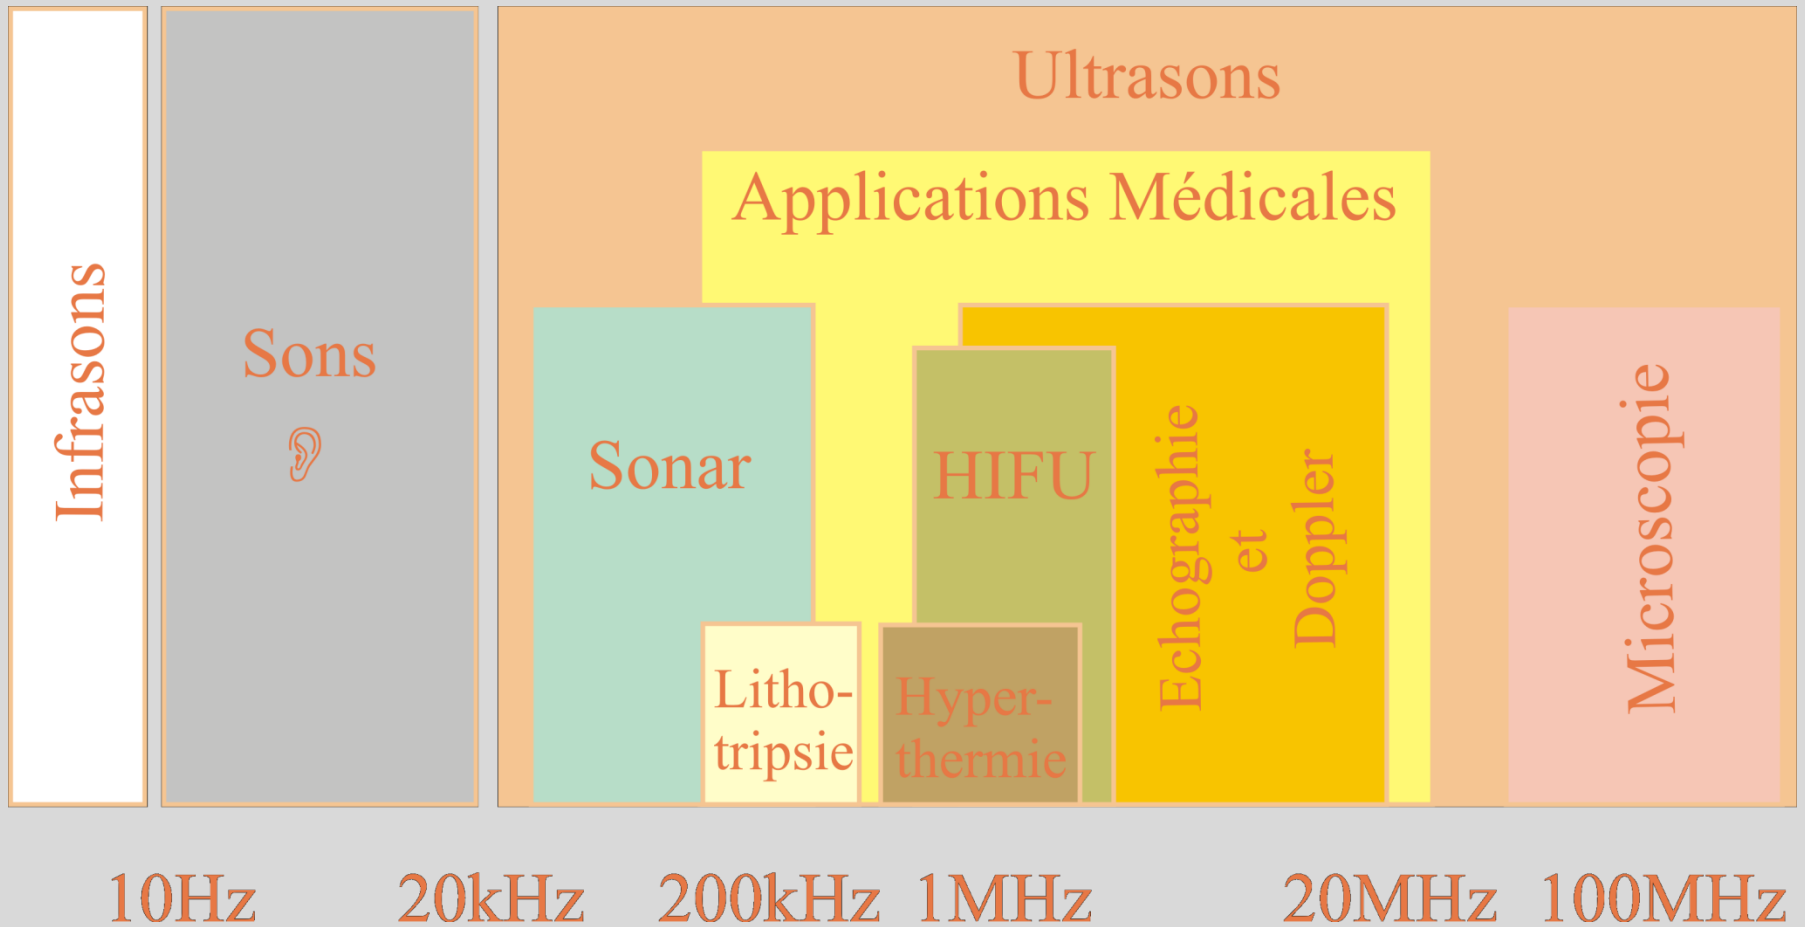 Ultrasons
Applications Médicales
Infrasons
Sons
Sonar
HIFU
Echographie
et
Doppler
Microscopie
Litho-
tripsie
Hyper-
thermie
10Hz
20kHz
200kHz
1MHz
20MHz
100MHz